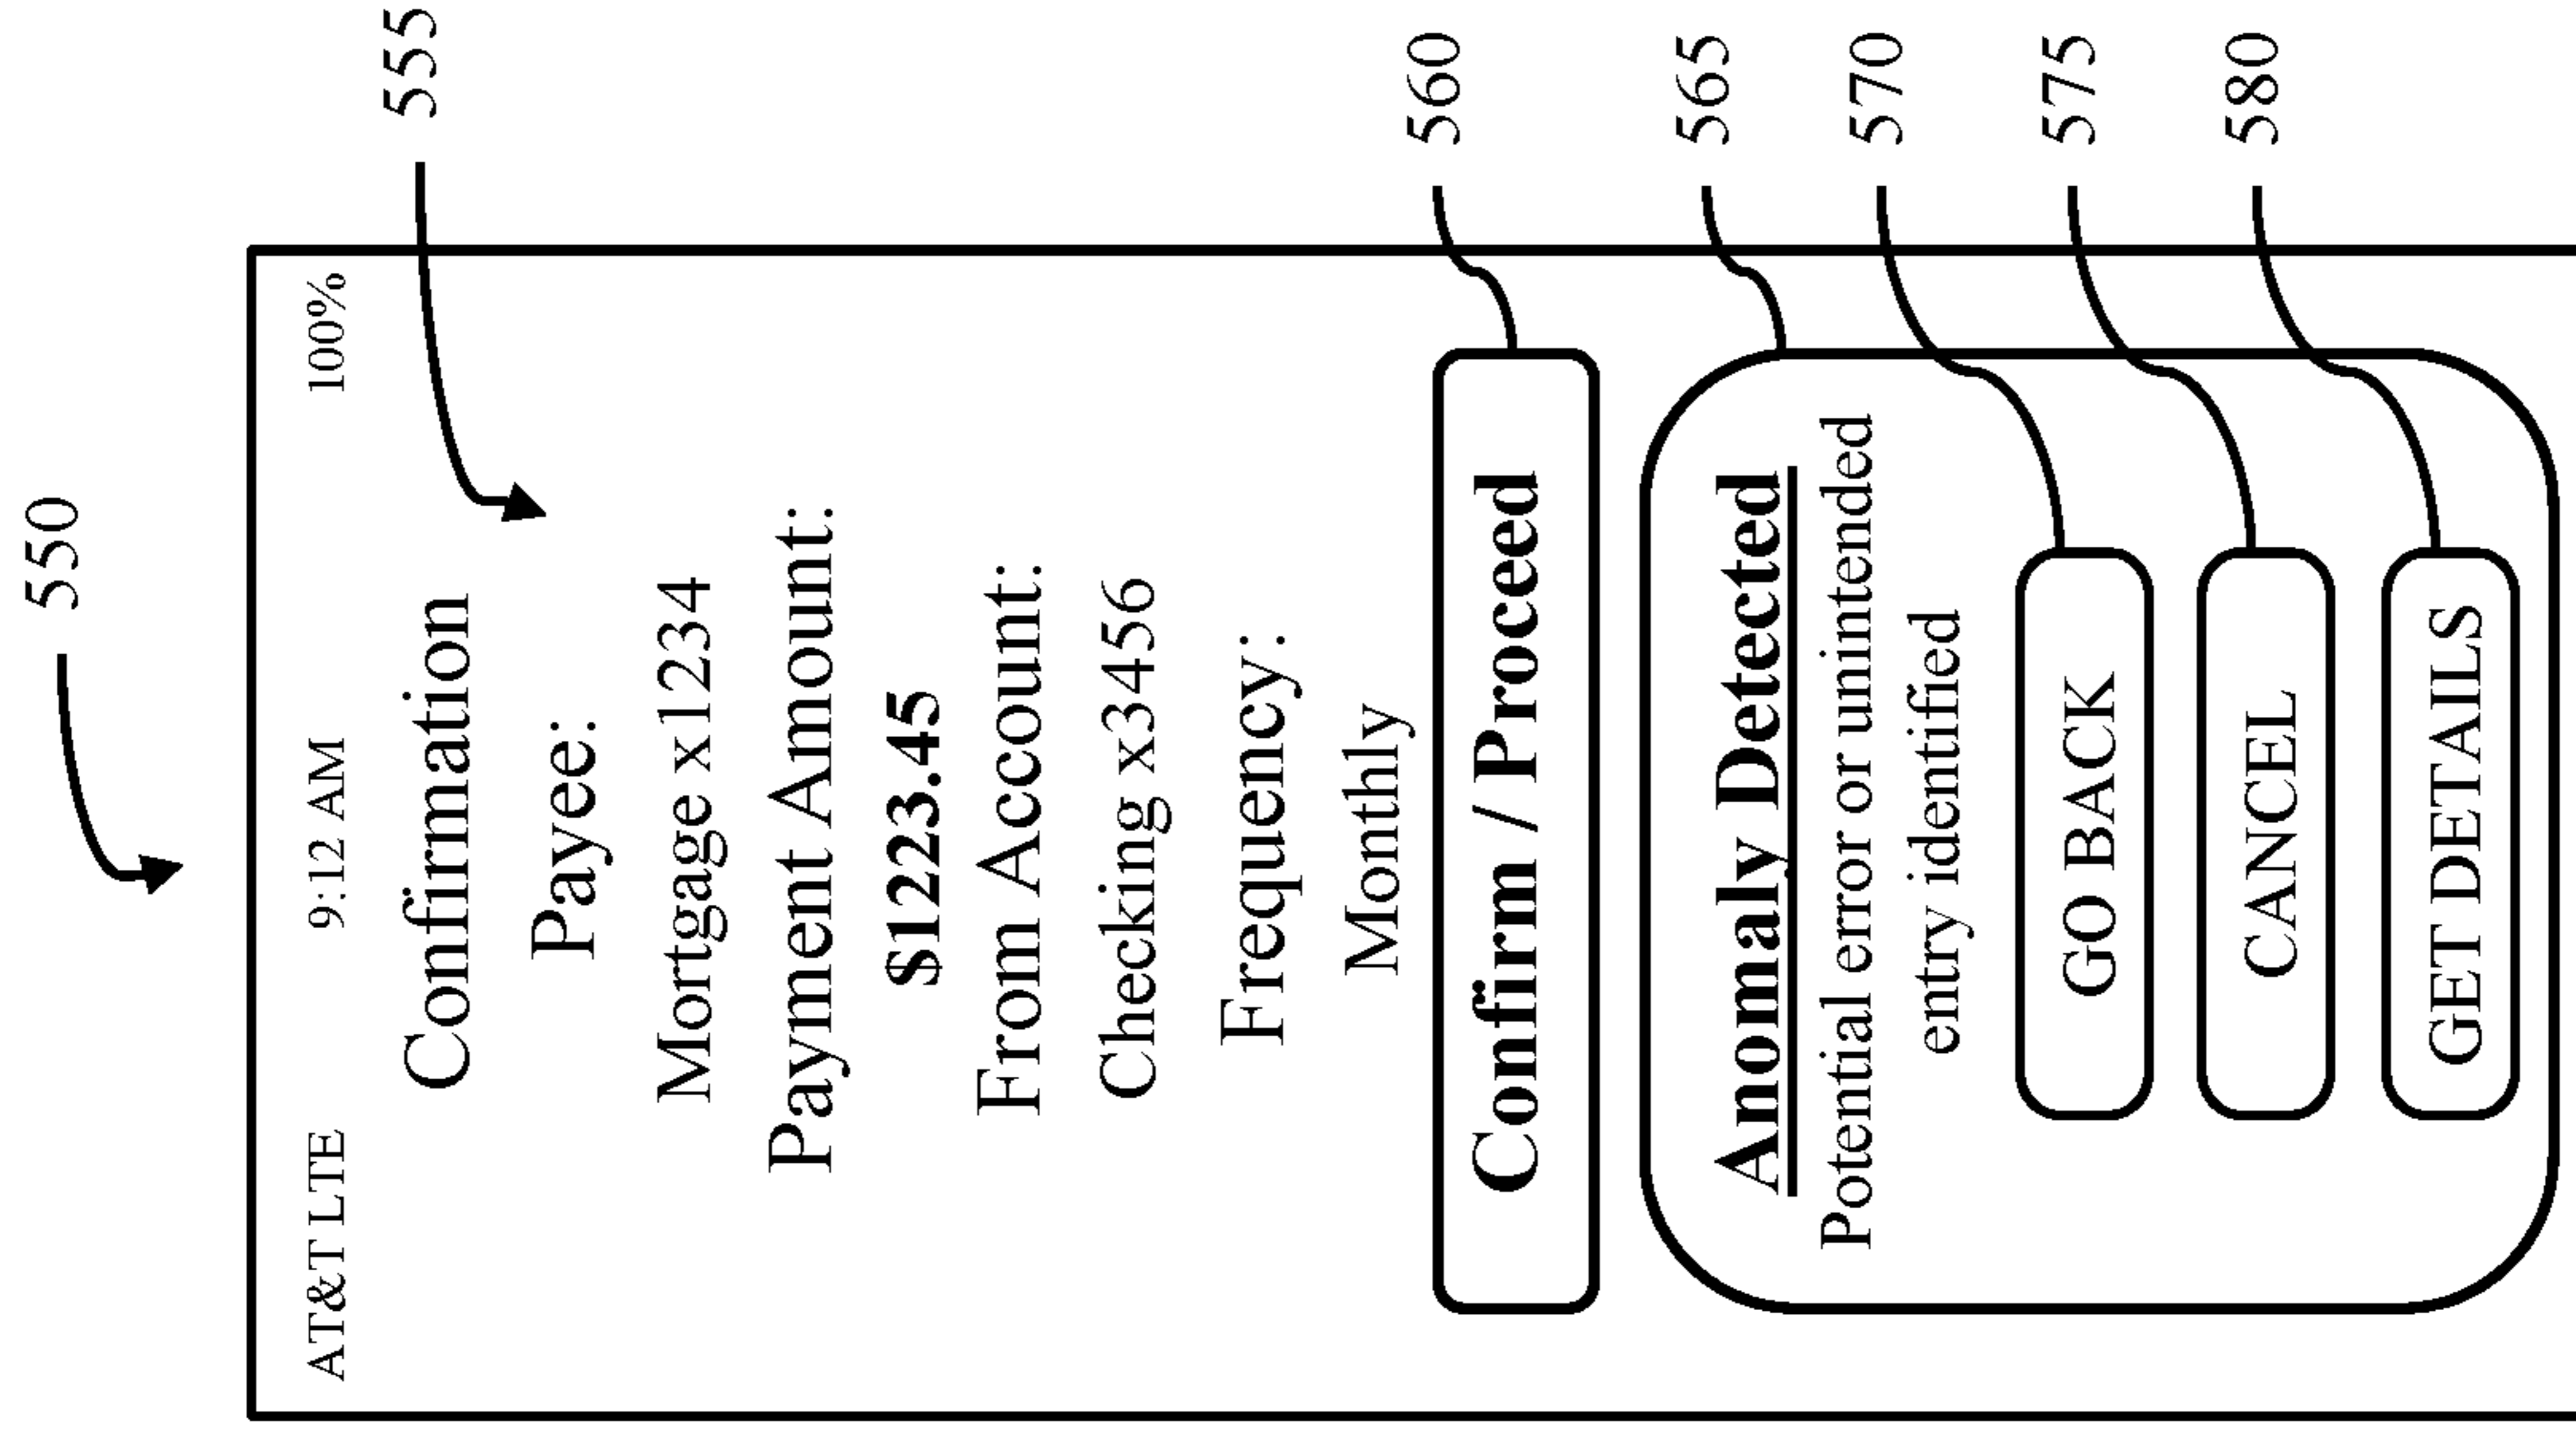 550
AT&T LTE 9:12 AM 100%
555
Confirmation
Payee:
Mortgage x1234
Payment Amount:
$1223.45
From Account:
Checking x3456
Frequency:
Monthly
Confirm / Proceed
560
Anomaly Detected
565
Potential error or unintended
entry identified
570
GO BACK
575
CANCEL
580
GET DETAILS